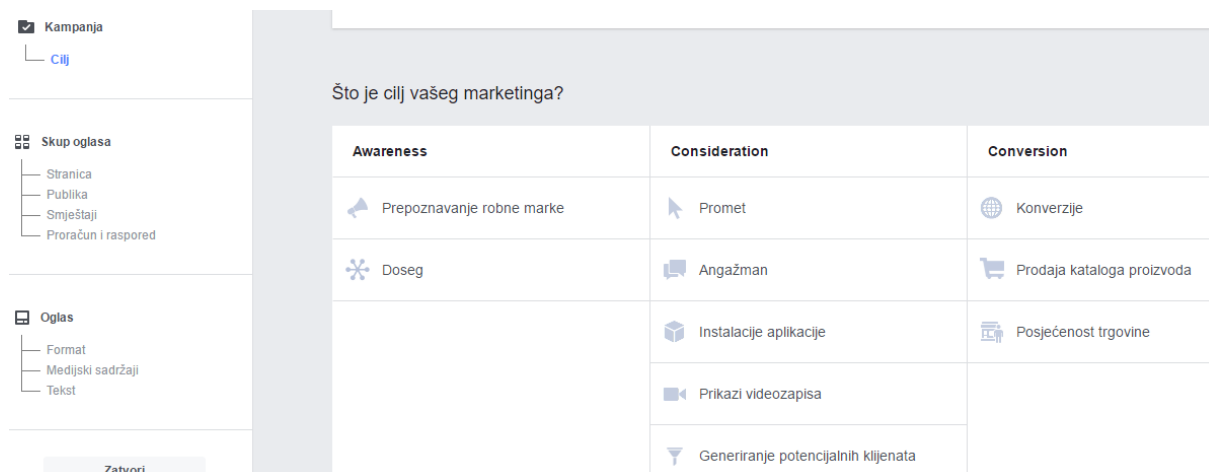 Kampanja
Cilj
Skup oglasa
Stranica
Publika
Smještaji
Proračun i raspored
Oglas
Format
Medijski sadržaji
Tekst
Zatvori
Što je cilj vašeg marketinga?
Awareness
Consideration
Conversion
Prepoznavanje robne marke
Promet
Konverzije
Doseg
Angažman
Prodaja kataloga proizvoda
Instalacije aplikacije
Posjećenost trgovine
Prikazi videozapisa
Generiranje potencijalnih klijenata